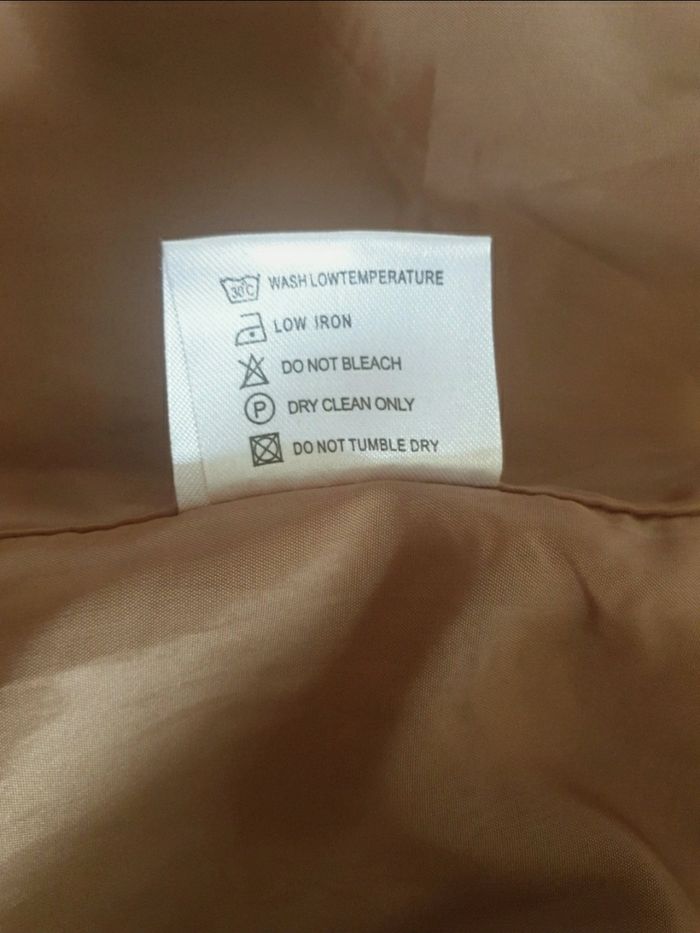 30°C WASH LOWTEMPERATURE
LOW IRON
DO NOT BLEACH
P DRY CLEAN ONLY
DO NOT TUMBLE DRY